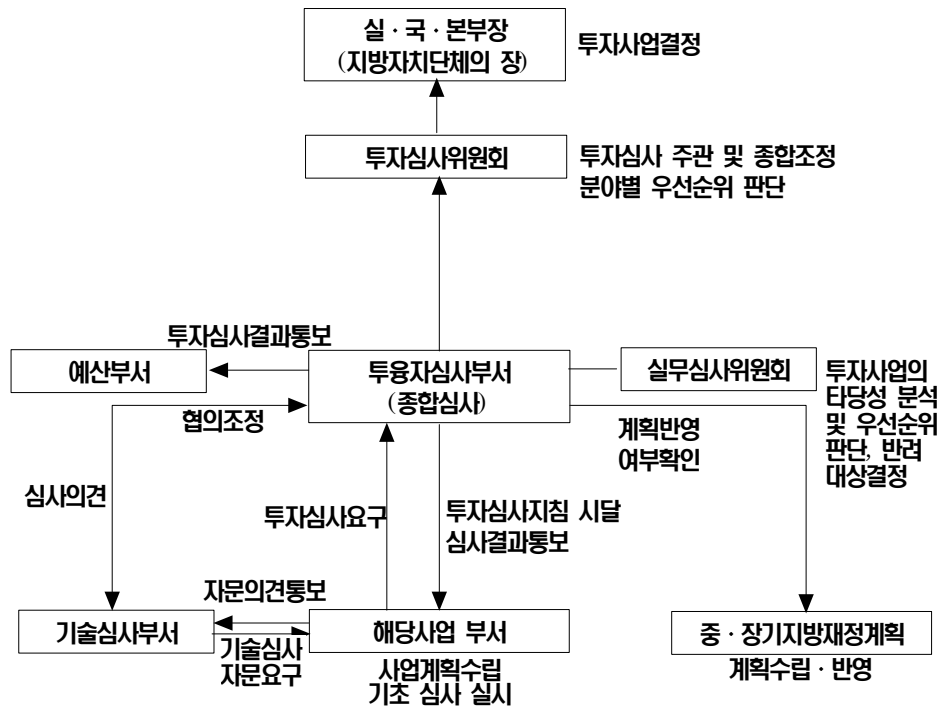 실 · 국 · 본부장
(지방자치단체의 장)
투자사업결정
투자심사위원회
투자심사 주관 및 종합조정
분야별 우선순위 판단
투자심사결과통보
예산부서
투융자심사부서
(종합심사)
실무심사위원회
투자사업의
타당성 분석
및 우선순위
판단, 반려
대상결정
협의조정
계획반영
여부확인
심사의견
투자심사요구
투자심사지침 시달
심사결과통보
자문의견통보
기술심사부서
기술심사
자문요구
해당사업 부서
사업계획수립
기초 심사 실시
중 · 장기지방재정계획
계획수립 · 반영